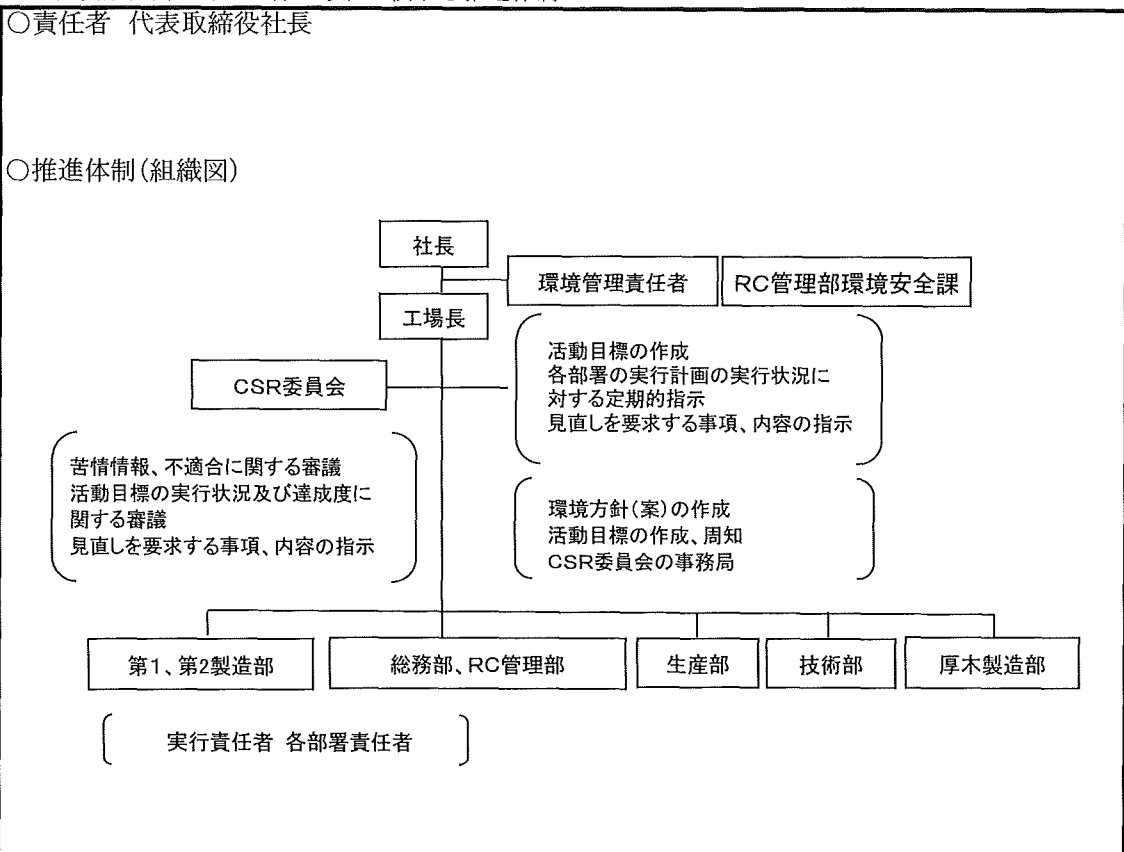 ○責任者 代表取締役社長
○推進体制(組織図)
社長
環境管理責任者
RC管理部環境安全課
工場長
CSR委員会
活動目標の作成
各部署の実行計画の実行状況に
対する定期的指示
見直しを要求する事項、内容の指示
苦情情報、不適合に関する審議
活動目標の実行状況及び達成度に
関する審議
見直しを要求する事項、内容の指示
環境方針(案)の作成
活動目標の作成、周知
CSR委員会の事務局
第1、第2製造部
総務部、RC管理部
生産部
技術部
厚木製造部
実行責任者 各部署責任者